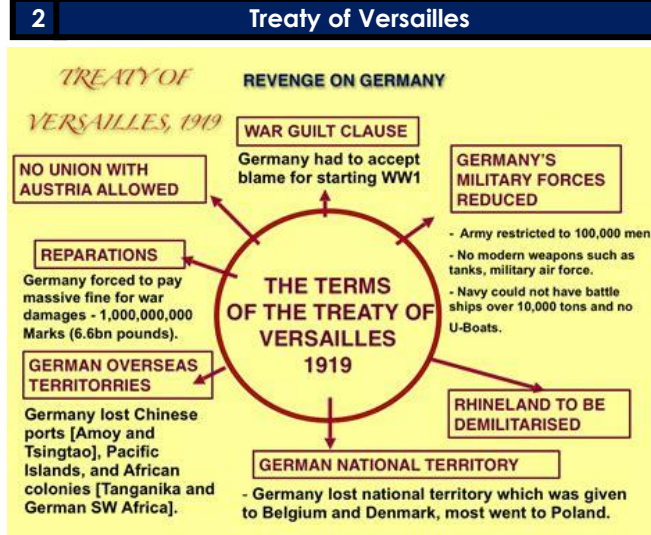 2
Treaty of Versailles
TREATY OF
VERSAILLES, 1919
REVENGE ON GERMANY
WAR GUILT CLAUSE
Germany had to accept
blame for starting WW1
GERMANY'S
MILITARY FORCES
REDUCED
- Army restricted to 100,000 men
- No modern weapons such as
tanks, military air force.
- Navy could not have battle
ships over 10,000 tons and no
U-Boats.
NO UNION WITH
AUSTRIA ALLOWED
REPARATIONS
Germany forced to pay
massive fine for war
damages - 1,000,000,000
Marks (6.6bn pounds).
THE TERMS
OF THE TREATY OF
VERSAILLES
1919
GERMAN OVERSEAS
TERRITORRIES
Germany lost Chinese
ports [Amoy and
Tsingtao], Pacific
Islands, and African
colonies [Tanganika and
German SW Africa].
RHINELAND TO BE
DEMILITARISED
GERMAN NATIONAL TERRITORY
- Germany lost national territory which was given
to Belgium and Denmark, most went to Poland.